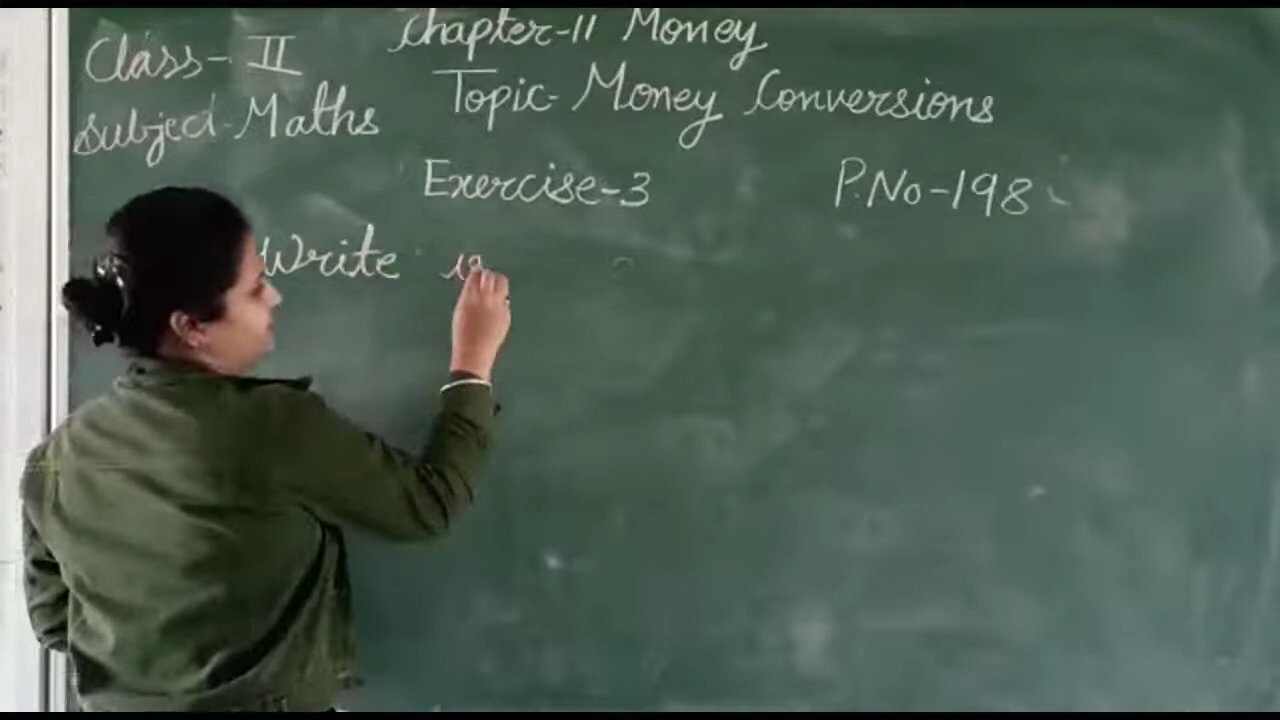 Class-II
Chapter-11 Money
Subject-Maths
Topic-Money Conversions
Exercise-3
P.No-198
Write